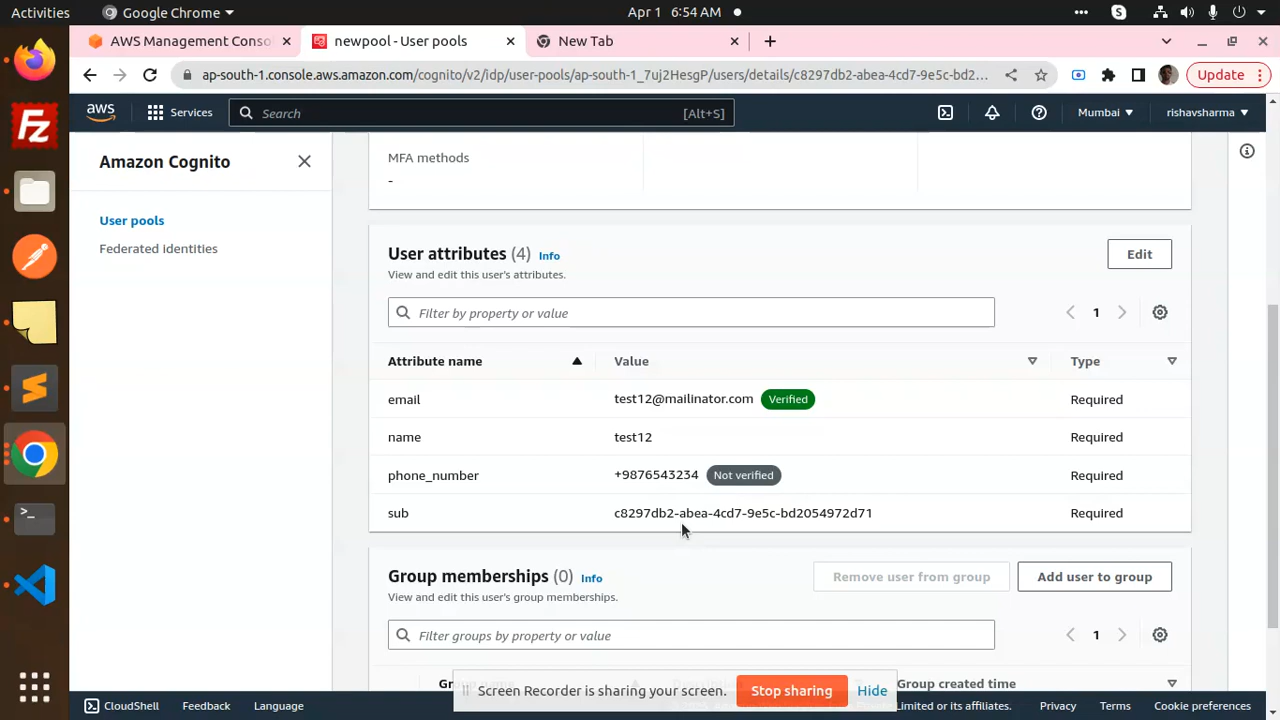 Activities
Google Chrome
Apr 1 6:54 AM
AWS Management Conso
newpool - User pools
New Tab
ap-south-1.console.aws.amazon.com/cognito/v2/idp/user-pools/ap-south-1_7uj2HesgP/users/details/c8297db2-abea-4cd7-9e5c-bd2...
Update
aws
Services
Search
[Alt+S]
Mumbai
rishavsharma
Amazon Cognito
User pools
Federated identities
MFA methods
-
User attributes (4) Info
Edit
View and edit this user's attributes.
Filter by property or value
1
Attribute name Value Type
email test12@mailinator.com Verified Required
name test12 Required
phone_number +9876543234 Not verified Required
sub c8297db2-abea-4cd7-9e5c-bd2054972d71 Required
Group memberships (0) Info
Remove user from group
Add user to group
View and edit this user's group memberships.
Filter groups by property or value
1
Group created time
Screen Recorder is sharing your screen.
Stop sharing
Hide
CloudShell
Feedback
Language
Limited or its affiliates.
Privacy
Terms
Cookie preferences